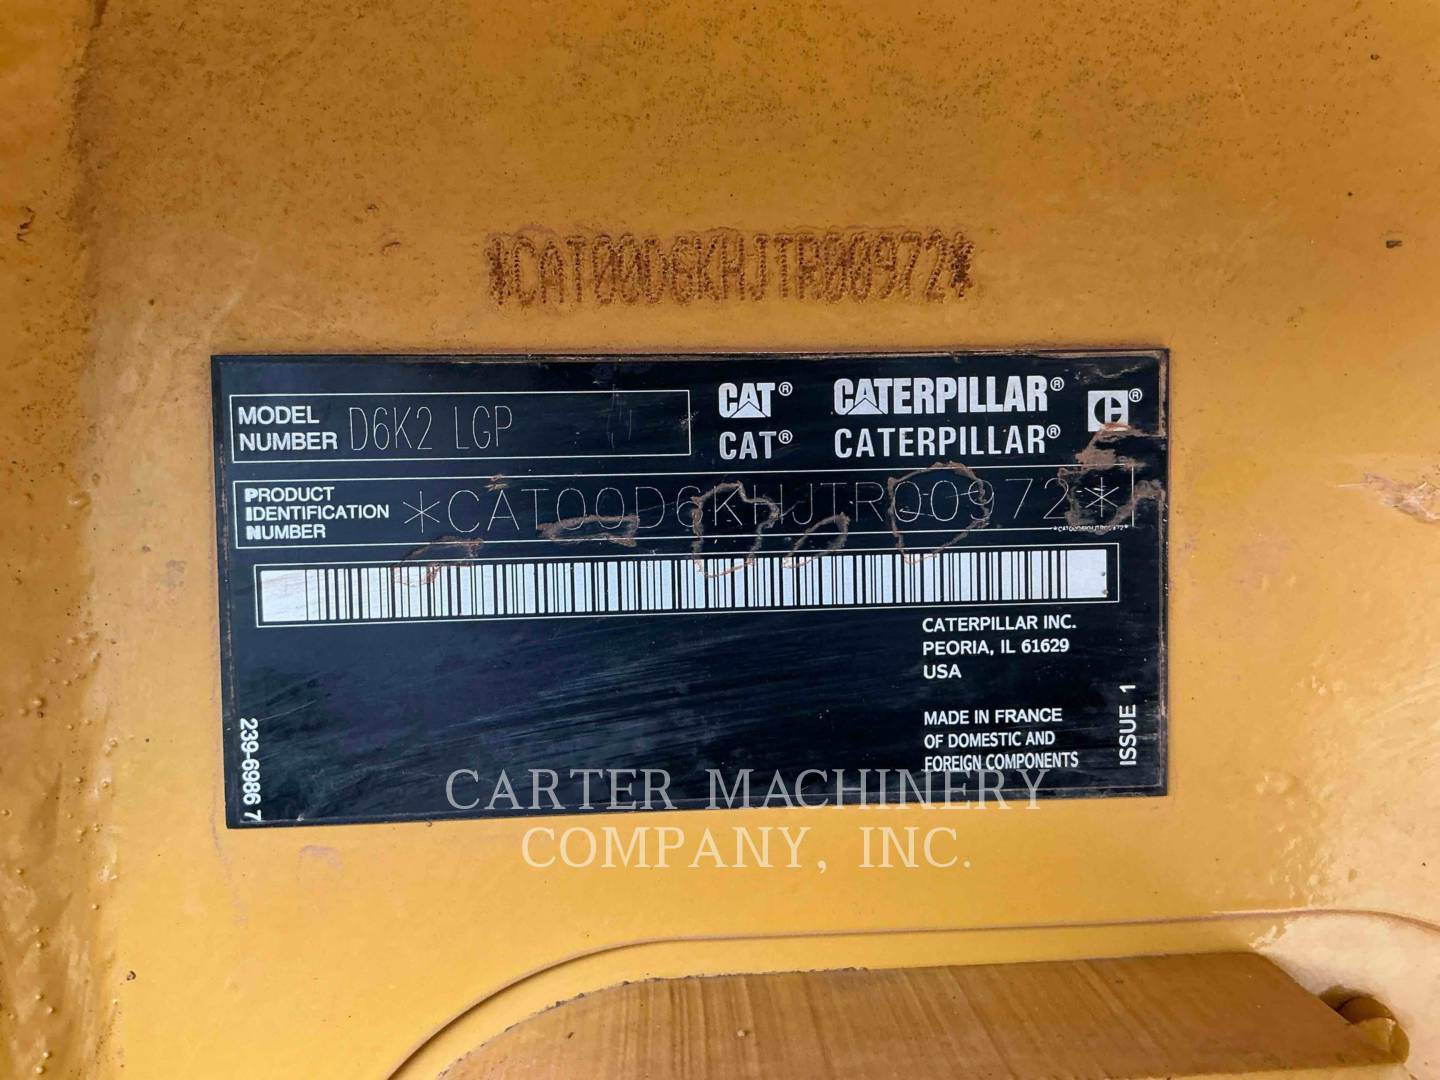 *CAT00D6KHJTR00972*
MODEL NUMBER D6K2 LGP
CAT® CATERPILLAR®
CAT® CATERPILLAR®
PRODUCT IDENTIFICATION NUMBER *CAT00D6KHJTR00972*
*CAT00D6KHJTR00972*
CATERPILLAR INC.
PEORIA, IL 61629
USA
MADE IN FRANCE
OF DOMESTIC AND
FOREIGN COMPONENTS
ISSUE 1
239-6986 7
CARTER MACHINERY
COMPANY, INC.